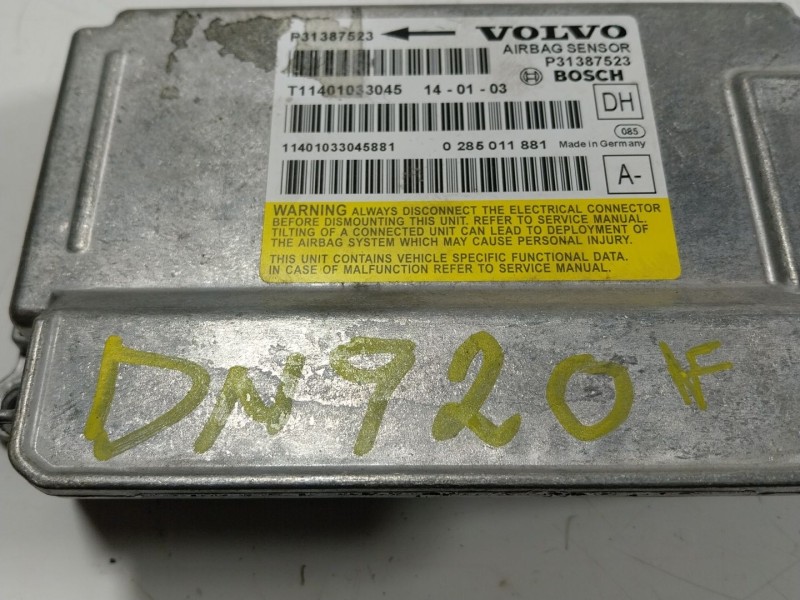 P31387523 VOLVO
AIRBAG SENSOR
P31387523
BOSCH
T11401033045 14-01-03
DH
085
11401033045881 0 285 011 881 Made in Germany
A-
WARNING ALWAYS DISCONNECT THE ELECTRICAL CONNECTOR
BEFORE DISMOUNTING THIS UNIT. REFER TO SERVICE MANUAL.
TILTING OF A CONNECTED UNIT CAN LEAD TO DEPLOYMENT OF
THE AIRBAG SYSTEM WHICH MAY CAUSE PERSONAL INJURY.
THIS UNIT CONTAINS VEHICLE SPECIFIC FUNCTIONAL DATA.
IN CASE OF MALFUNCTION REFER TO SERVICE MANUAL.
DN920